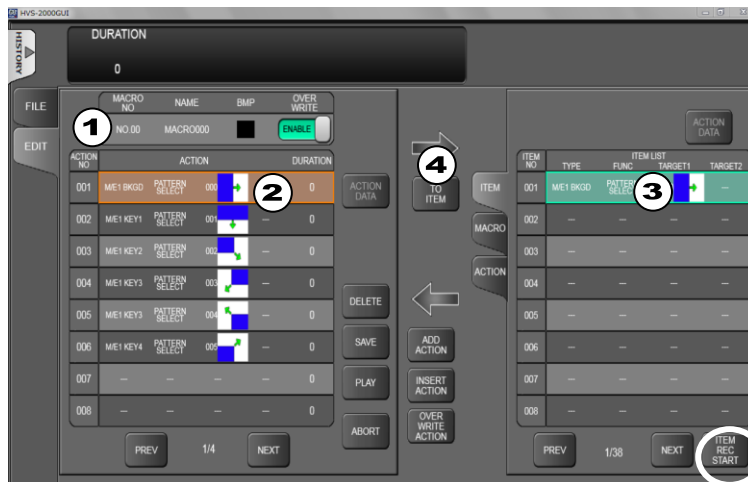 HVS-2000GUI
HISTORY
DURATION
0
FILE
EDIT
MACRO NO NAME BMP OVER WRITE
1 NO.00 MACRO000 ENABLE
ACTION NO ACTION DURATION
001 M/E1 BKGD PATTERN SELECT 000 2 0
002 M/E1 KEY1 PATTERN SELECT 001 — 0
003 M/E1 KEY2 PATTERN SELECT 002 — 0
004 M/E1 KEY3 PATTERN SELECT 003 — 0
005 M/E1 KEY3 PATTERN SELECT 004 — 0
006 M/E1 KEY4 PATTERN SELECT 005 — 0
007 — — — — 0
008 — — — — 0
PREV 1/4 NEXT
ACTION DATA
DELETE
SAVE
PLAY
ABORT
4
TO ITEM
ADD ACTION
INSERT ACTION
OVER WRITE ACTION
ITEM
MACRO
ACTION
ACTION DATA
ITEM NO ITEM LIST
TYPE FUNC TARGET1 TARGET2
001 M/E1 BKGD 3 —
002 — — — —
003 — — — —
004 — — — —
005 — — — —
006 — — — —
007 — — — —
008 — — — —
PREV 1/38 NEXT
ITEM REC START